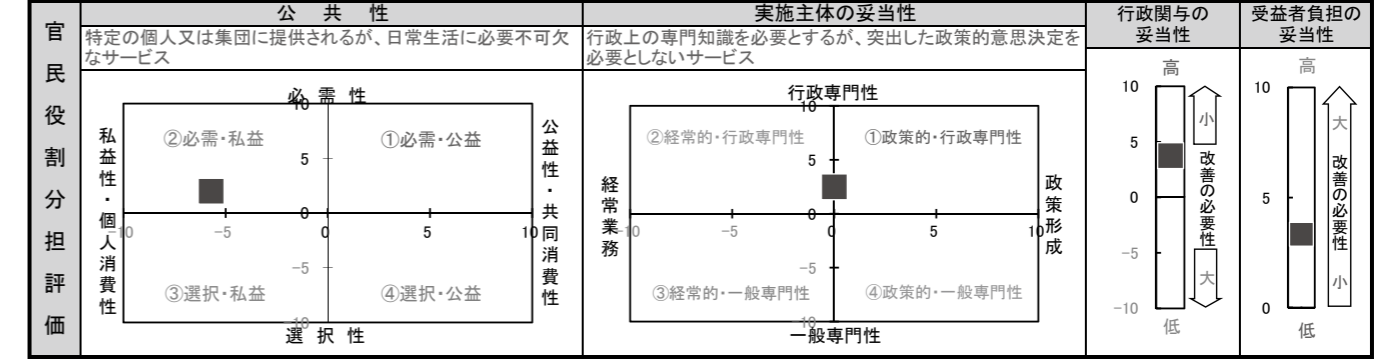 官民役割分担評価
公 共 性
特定の個人又は集団に提供されるが、日常生活に必要不可欠
なサービス
必 需 性
10
②必需・私益
①必需・公益
5
私益性・個人消費性
公益性・共同消費性
0
-10
-5
0
5
10
-5
③選択・私益
④選択・公益
-10
選 択 性
実施主体の妥当性
行政上の専門知識を必要とするが、突出した政策的意思決定を
必要としないサービス
行政専門性
10
②経常的・行政専門性
①政策的・行政専門性
5
経常業務
政策形成
0
-10
-5
0
5
10
-5
③経常的・一般専門性
④政策的・一般専門性
-10
一般専門性
行政関与の
妥当性
高
10
5
0
-5
-10
低
小
改善の必要性
大
受益者負担の
妥当性
高
10
5
0
低
大
改善の必要性
小